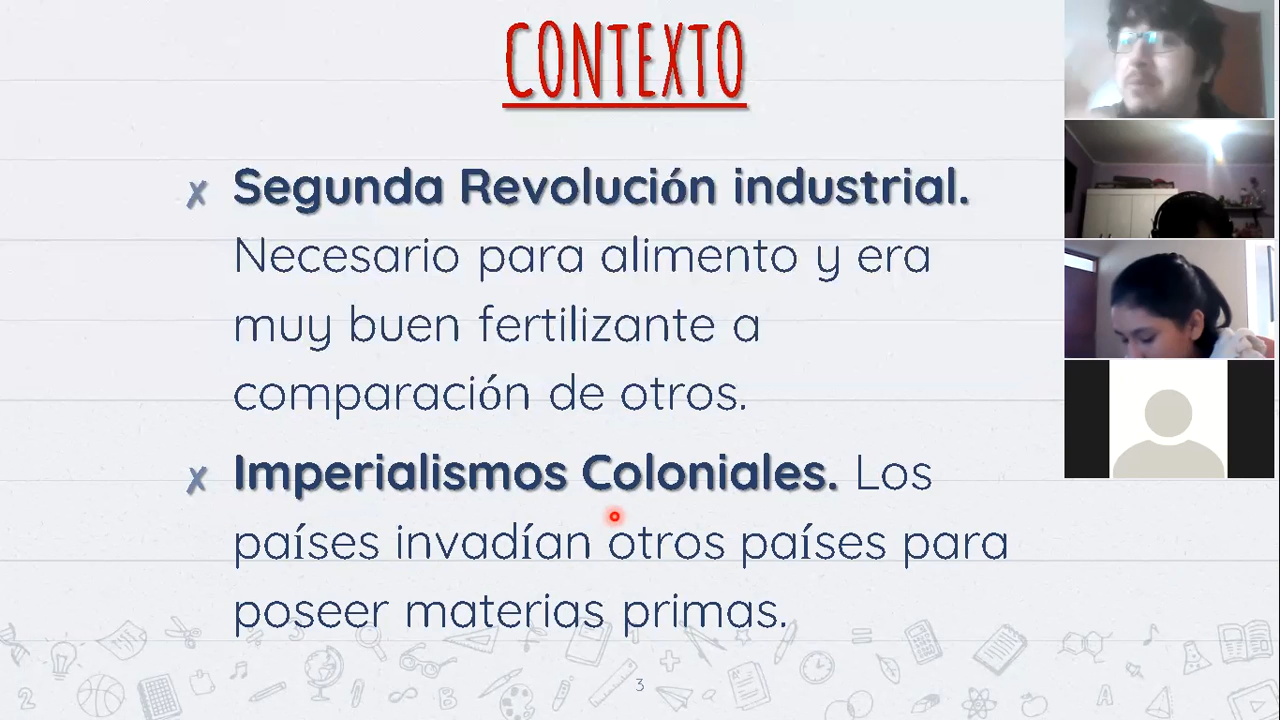 CONTEXTO
✗ Segunda Revolución industrial.
Necesario para alimento y era
muy buen fertilizante a
comparación de otros.
✗ Imperialismos Coloniales. Los
países invadían otros países para
poseer materias primas.
3